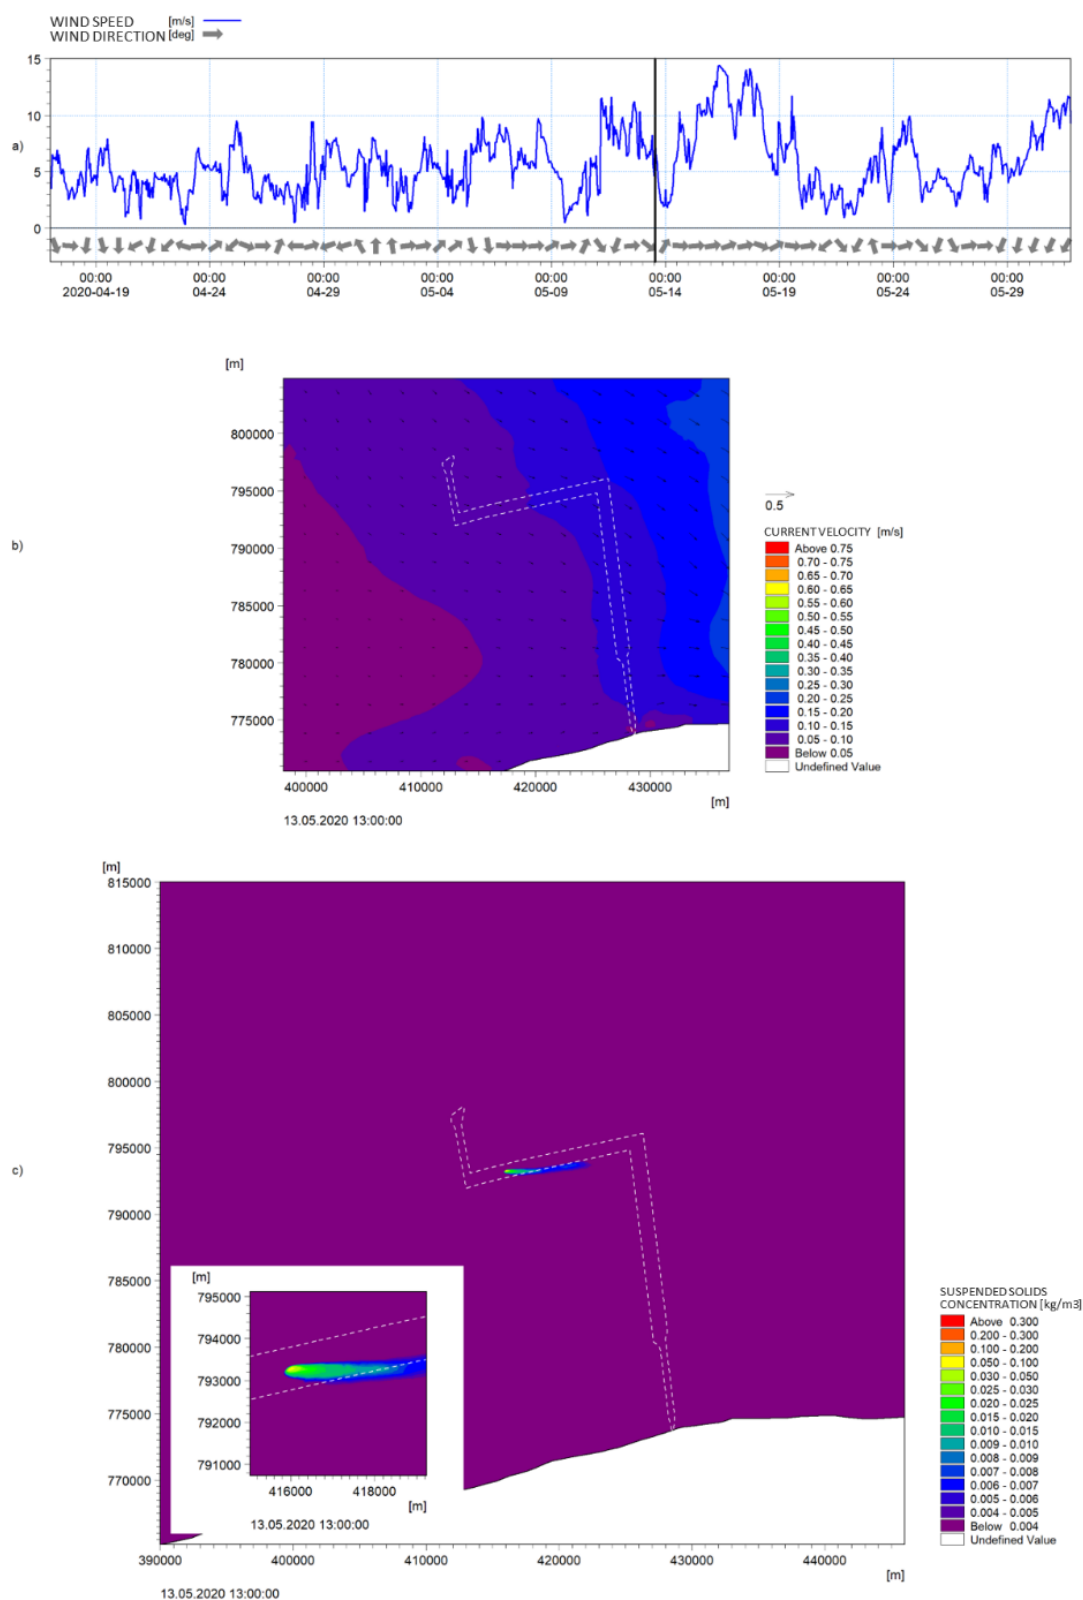 WIND SPEED [m/s]
WIND DIRECTION [deg]
15
10
a)
5
0
00:00 00:00 00:00 00:00 00:00 00:00 00:00 00:00 00:00
2020-04-19 04-24 04-29 05-04 05-09 05-14 05-19 05-24 05-29
[m]
800000
795000
790000
785000
780000
775000
b)
400000 410000 420000 430000
[m]
13.05.2020 13:00:00
0.5
CURRENT VELOCITY [m/s]
Above 0.75
0.70 - 0.75
0.65 - 0.70
0.60 - 0.65
0.55 - 0.60
0.50 - 0.55
0.45 - 0.50
0.40 - 0.45
0.35 - 0.40
0.30 - 0.35
0.25 - 0.30
0.20 - 0.25
0.15 - 0.20
0.10 - 0.15
0.05 - 0.10
Below 0.05
Undefined Value
[m]
815000
810000
805000
800000
795000
c)
790000
785000
780000
775000
770000
390000 400000 410000 420000 430000 440000
[m]
13.05.2020 13:00:00
[m]
795000
794000
793000
792000
791000
416000 418000
[m]
13.05.2020 13:00:00
SUSPENDED SOLIDS
CONCENTRATION [kg/m3]
Above 0.300
0.200 - 0.300
0.100 - 0.200
0.050 - 0.100
0.030 - 0.050
0.025 - 0.030
0.020 - 0.025
0.015 - 0.020
0.010 - 0.015
0.009 - 0.010
0.008 - 0.009
0.007 - 0.008
0.006 - 0.007
0.005 - 0.006
0.004 - 0.005
Below 0.004
Undefined Value